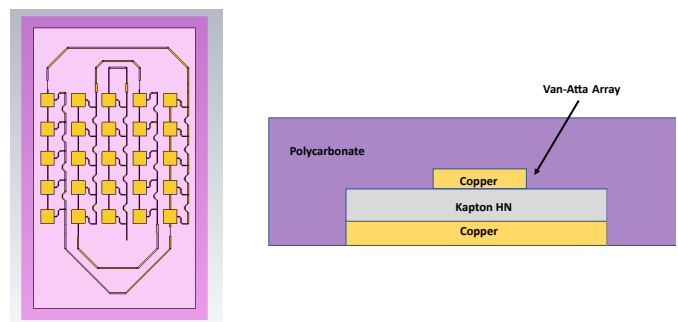 Van-Atta Array
Polycarbonate
Copper
Kapton HN
Copper